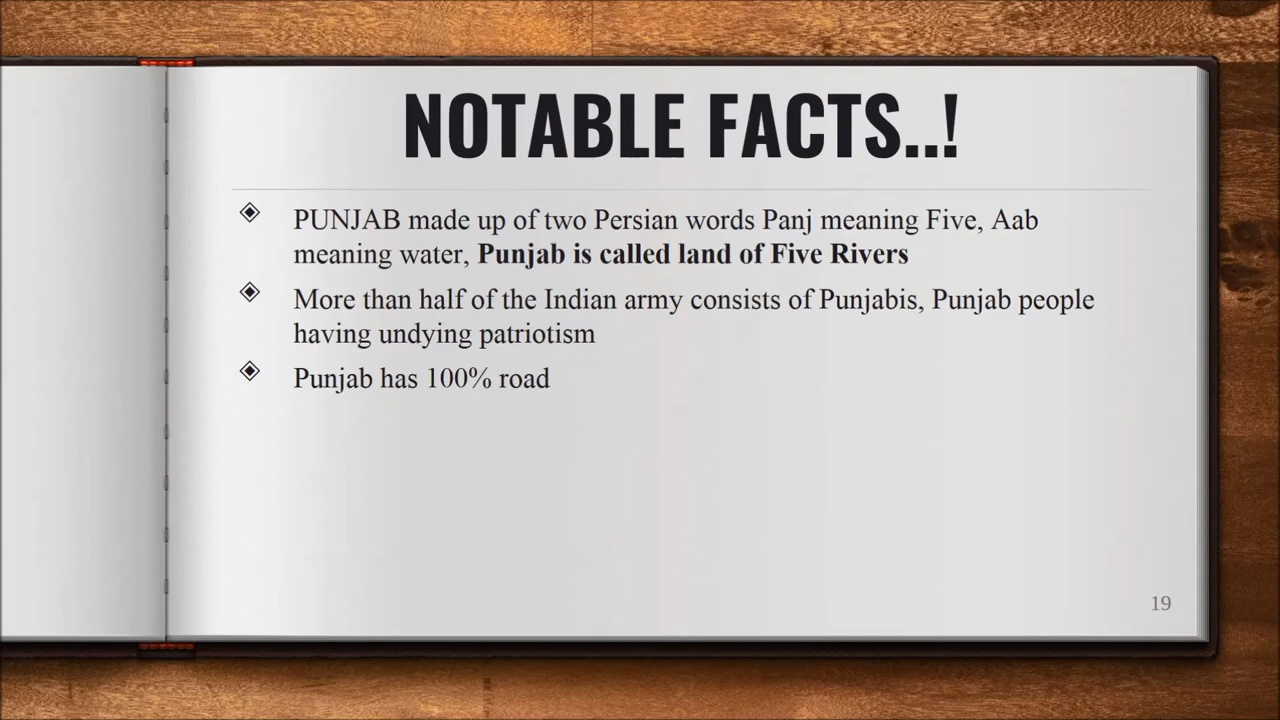 NOTABLE FACTS..!
PUNJAB made up of two Persian words Panj meaning Five, Aab
meaning water, Punjab is called land of Five Rivers
More than half of the Indian army consists of Punjabis, Punjab people
having undying patriotism
Punjab has 100% road
19